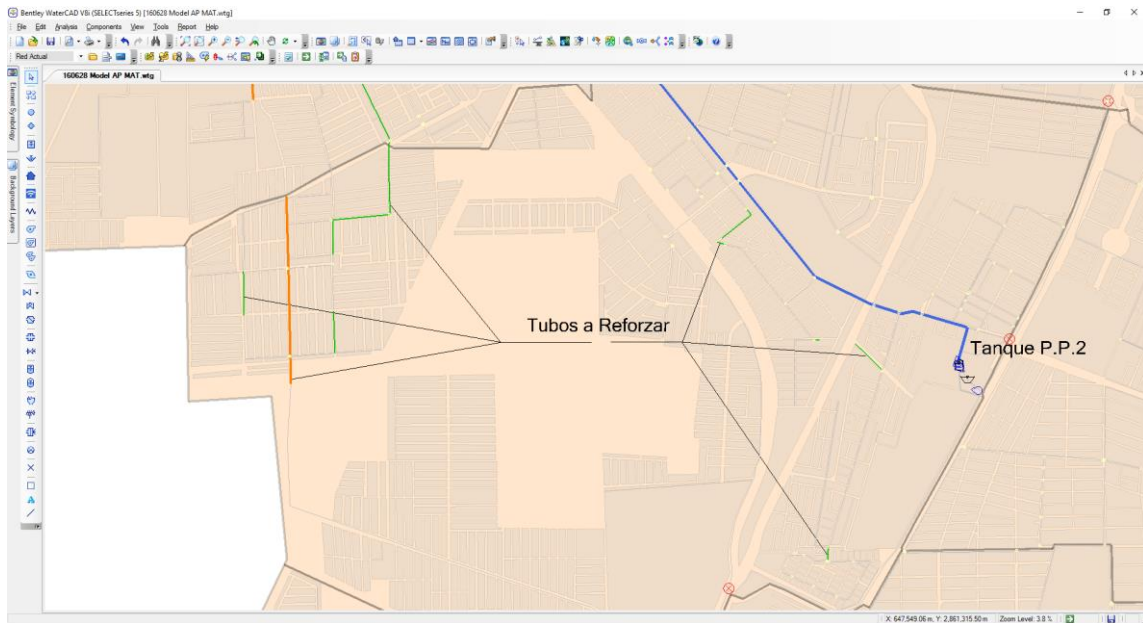 Bentley WaterCAD V8i (SELECTseries 5) [160628 Model AP MAT.wtg]
File Edit Analysis Components View Tools Report Help
Red Actual
160628 Model AP MAT.wtg
Element Symbology
Background Layers
Tubos a Reforzar
Tanque P.P.2
X: 647,549.06 m, Y: 2,861,315.50 m Zoom Level: 3.8 %